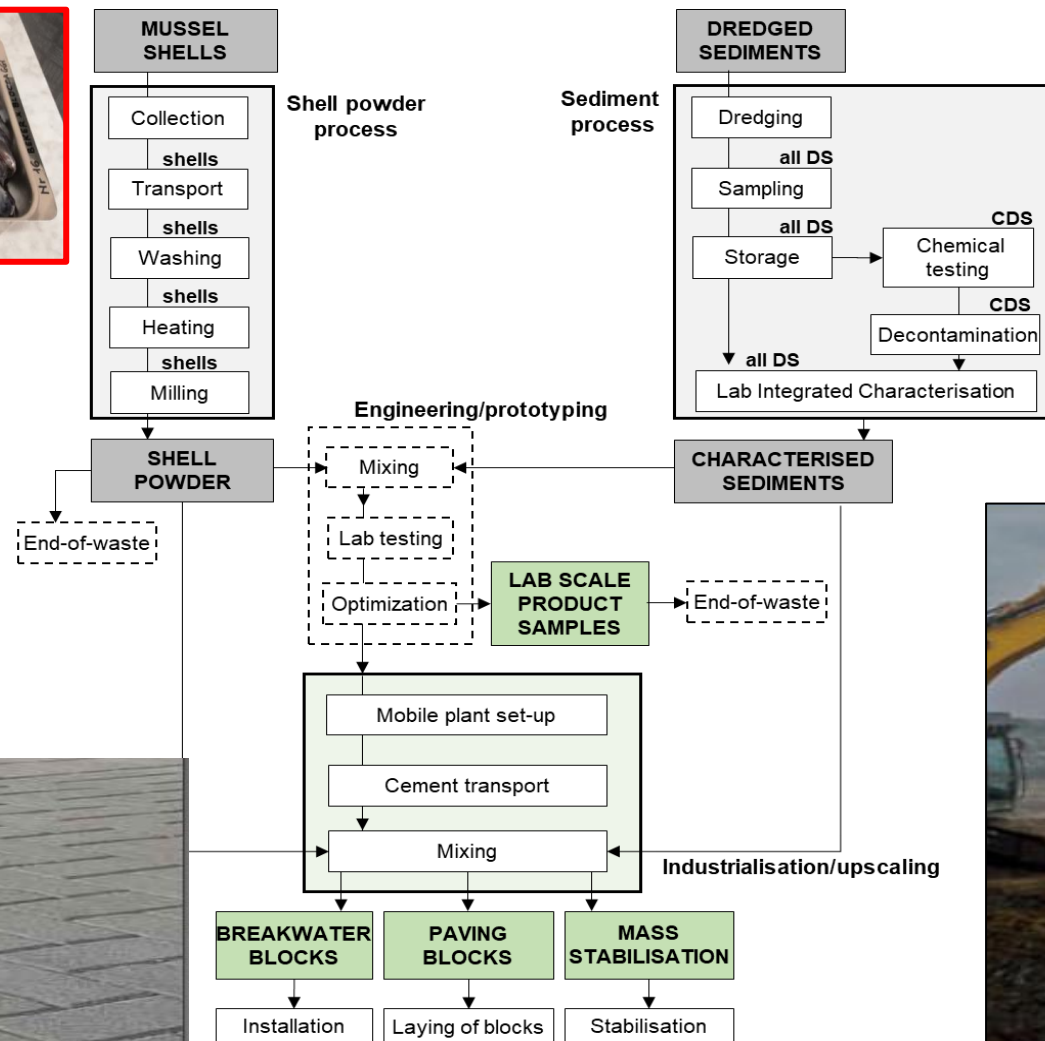 MUSSEL
SHELLS
DREDGED
SEDIMENTS
Shell powder
process
Sediment
process
Collection
shells
Transport
shells
Washing
shells
Heating
shells
Milling
Dredging
all DS
Sampling
all DS
Storage
CDS
Chemical
testing
CDS
Decontamination
all DS
Lab Integrated Characterisation
Engineering/prototyping
SHELL
POWDER
Mixing
CHARACTERISED
SEDIMENTS
End-of-waste
Lab testing
Optimization
LAB SCALE
PRODUCT
SAMPLES
End-of-waste
Mobile plant set-up
Cement transport
Mixing
Industrialisation/upscaling
BREAKWATER
BLOCKS
PAVING
BLOCKS
MASS
STABILISATION
Installation
Laying of blocks
Stabilisation
Nr 16